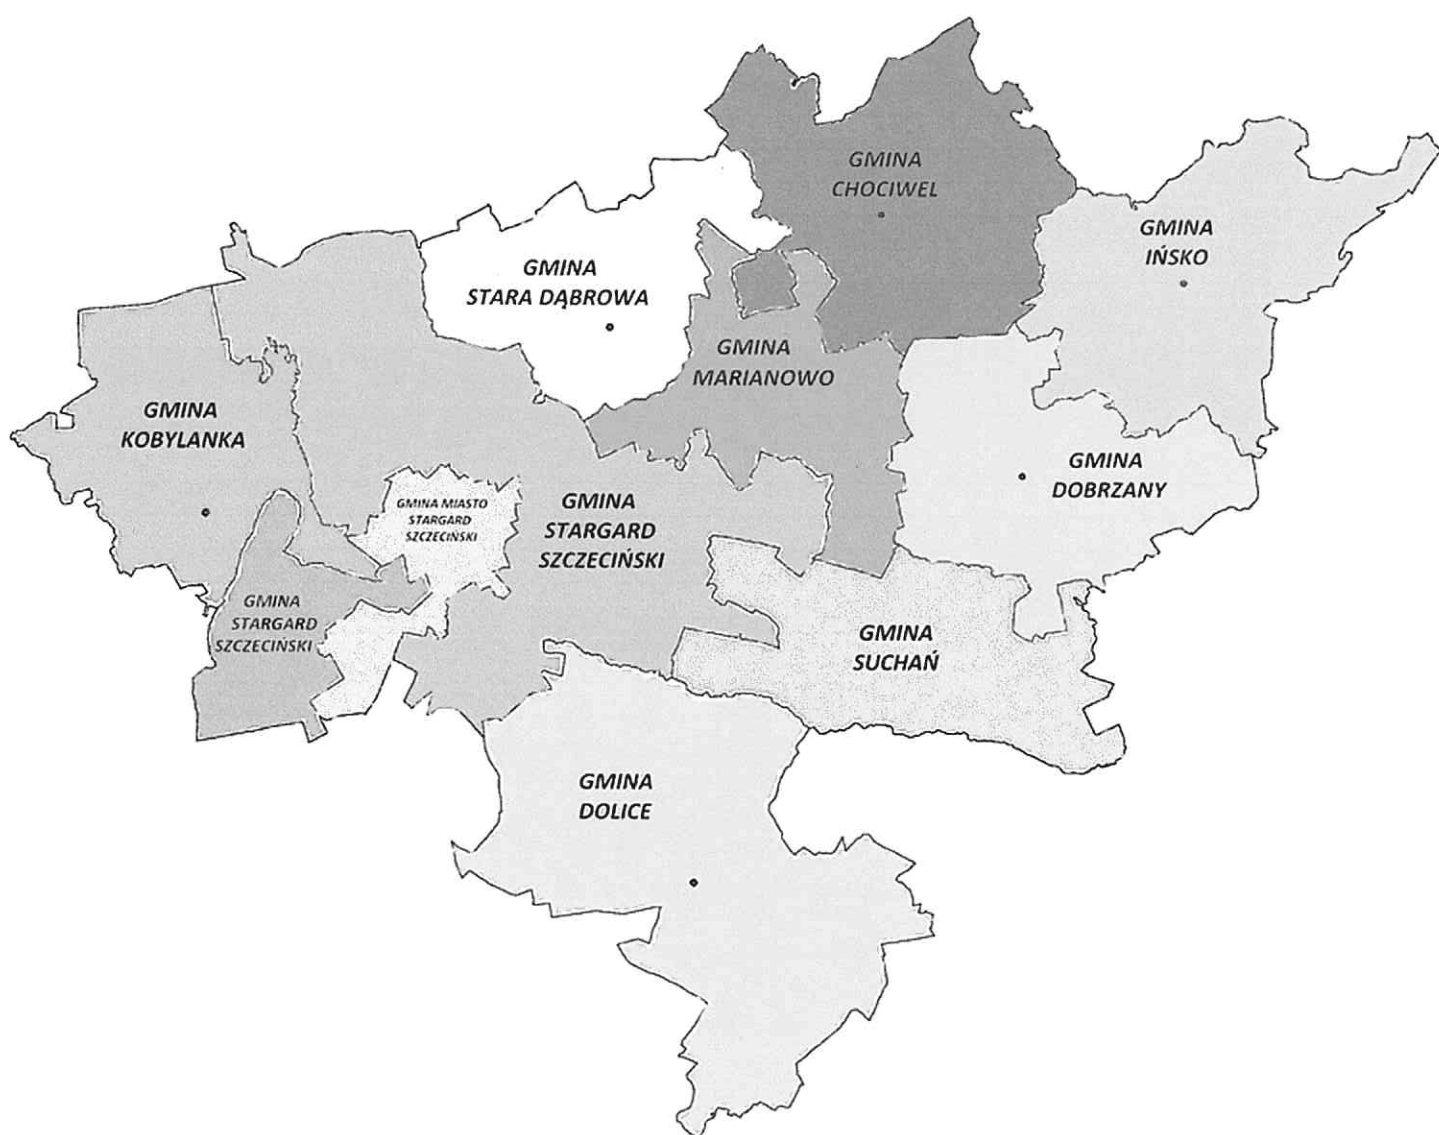 GMINA
CHOCIWEL
GMINA
IŃSKO
GMINA
STARA DĄBROWA
GMINA
MARIANOWO
GMINA
KOBYLANKA
GMINA
DOBRZANY
GMINA MIASTO
STARGARD
SZCZECIŃSKI
GMINA
STARGARD
SZCZECIŃSKI
GMINA
STARGARD
SZCZECIŃSKI
GMINA
SUCHAŃ
GMINA
DOLICE